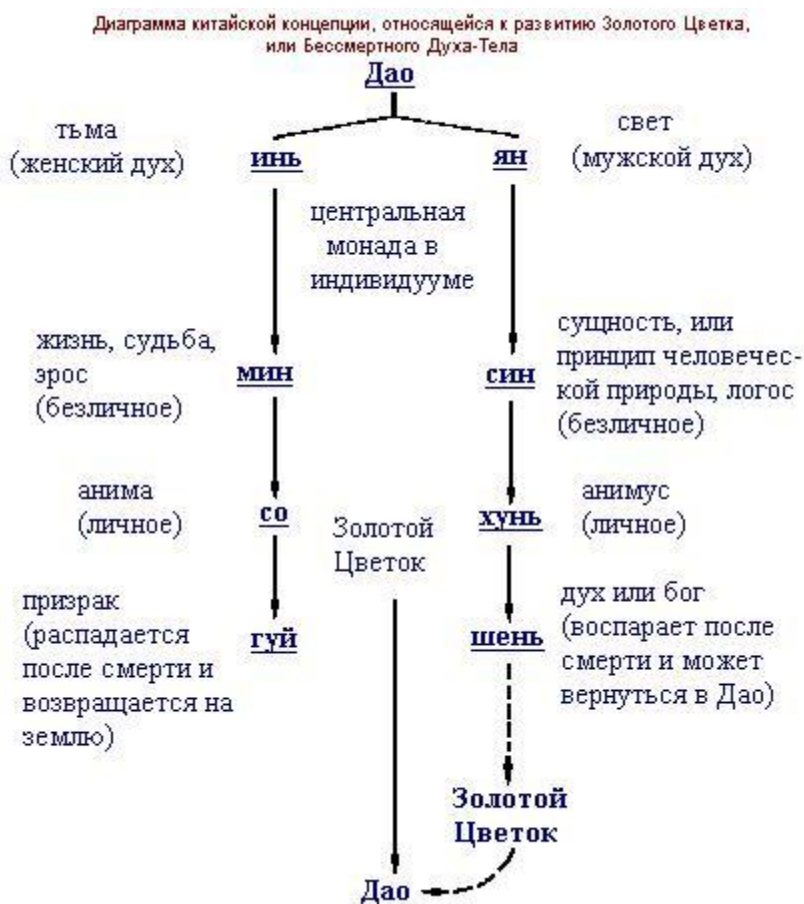 Диаграмма китайской концепции, относящейся к развитию Золотого Цветка,
или Бессмертного Духа-Тела
Дао
тьма
(женский дух)
инь
ян
свет
(мужской дух)
центральная
монада в
индивидууме
жизнь, судьба,
эрос
(безличное)
мин
син
сущность, или
принцип человечес-
кой природы, логос
(безличное)
анима
(личное)
со
Золотой
Цветок
хунь
анимус
(личное)
призрак
(распадается
после смерти и
возвращается на
землю)
гуй
шень
дух или бог
(воспарает после
смерти и может
вернуться в Дао)
Золотой
Цветок
Дао